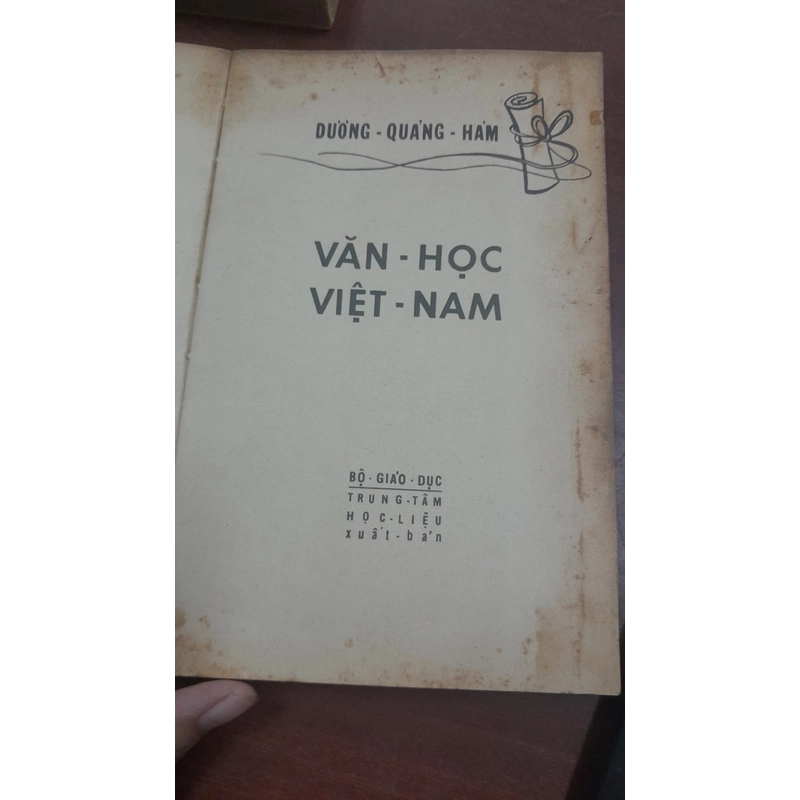 DƯƠNG - QUẢNG - HÀM
VĂN - HỌC
VIỆT - NAM
BỘ - GIÁO - DỤC
TRUNG - TÂM
HỌC - LIỆU
xuất - bản